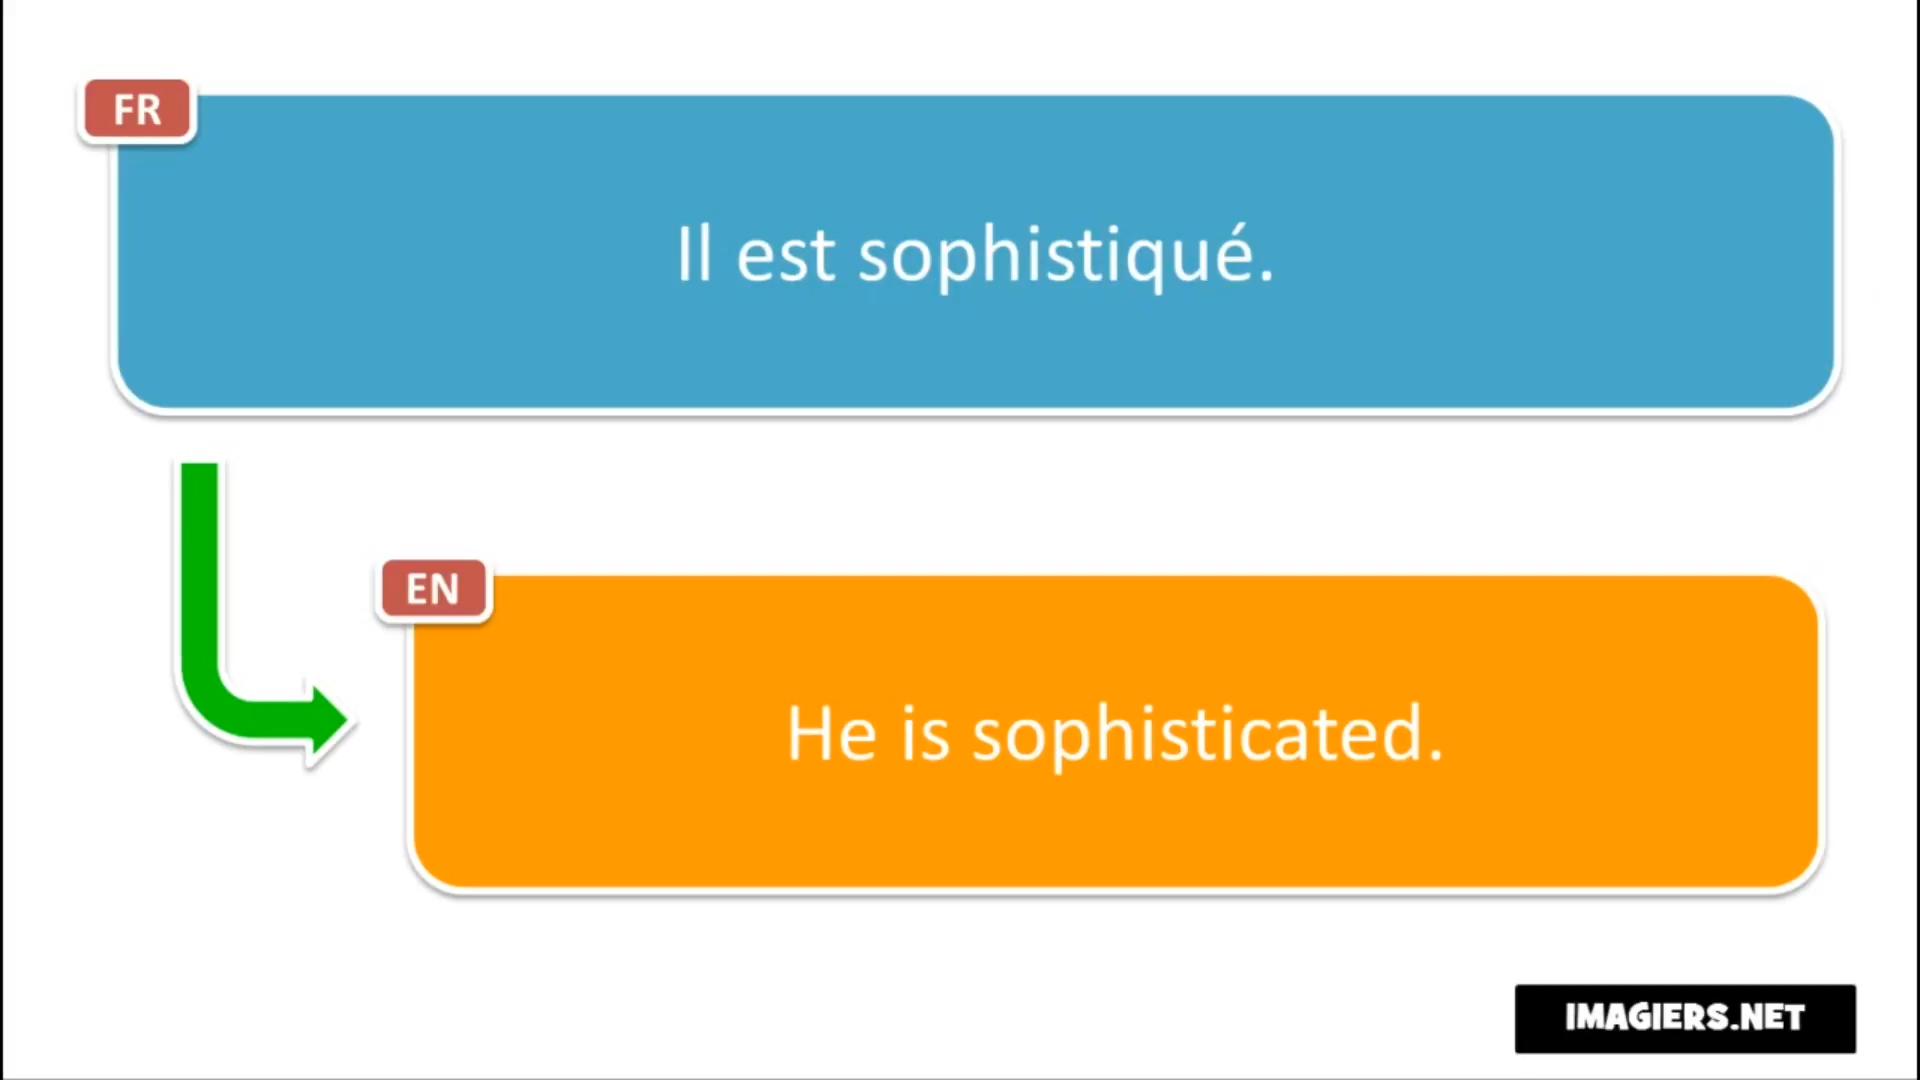 FR
Il est sophistiqué.
EN
He is sophisticated.
IMAGIERS.NET